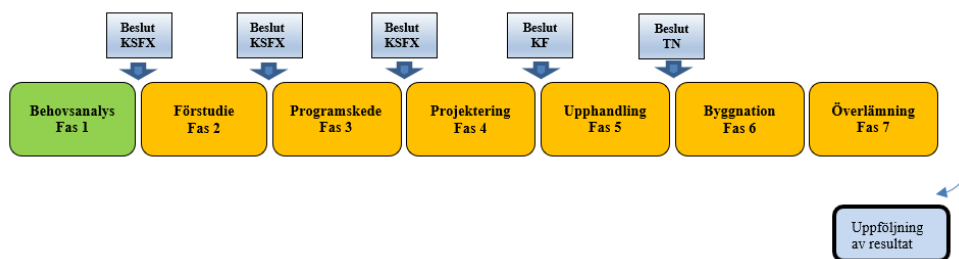 Beslut
KSFX
Beslut
KSFX
Beslut
KSFX
Beslut
KF
Beslut
TN
Behovsanalys
Fas 1
Förstudie
Fas 2
Programskede
Fas 3
Projektering
Fas 4
Upphandling
Fas 5
Byggnation
Fas 6
Överlämning
Fas 7
Uppföljning
av resultat